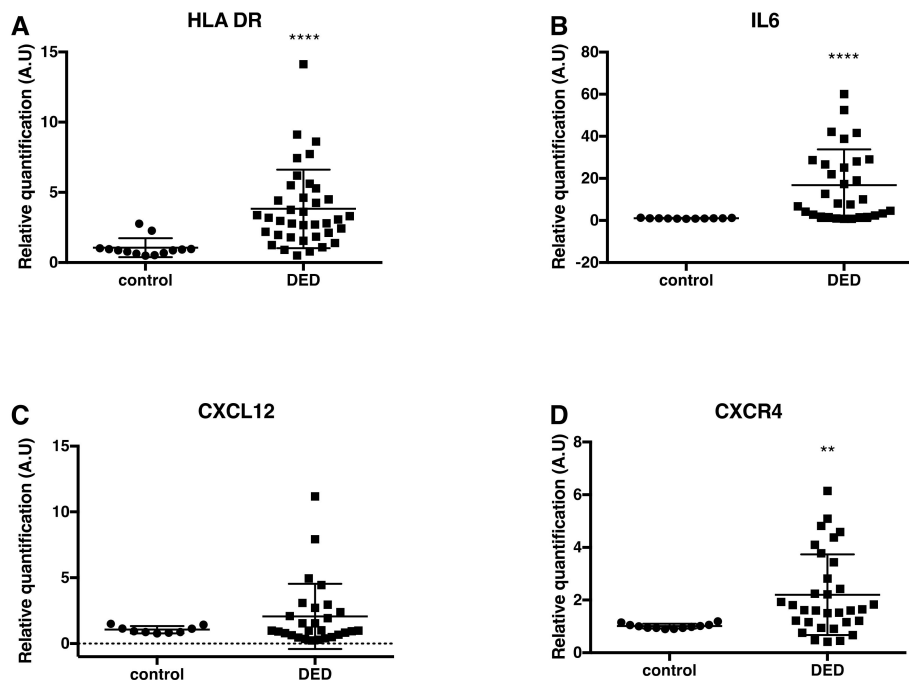 A
HLA DR
Relative quantification (A.U)
15
10
5
0
****
control
DED
B
IL6
Relative quantification (A.U)
80
60
40
20
0
-20
****
control
DED
C
CXCL12
Relative quantification (A.U)
15
10
5
0
control
DED
D
CXCR4
Relative quantification (A.U)
8
6
4
2
0
**
control
DED